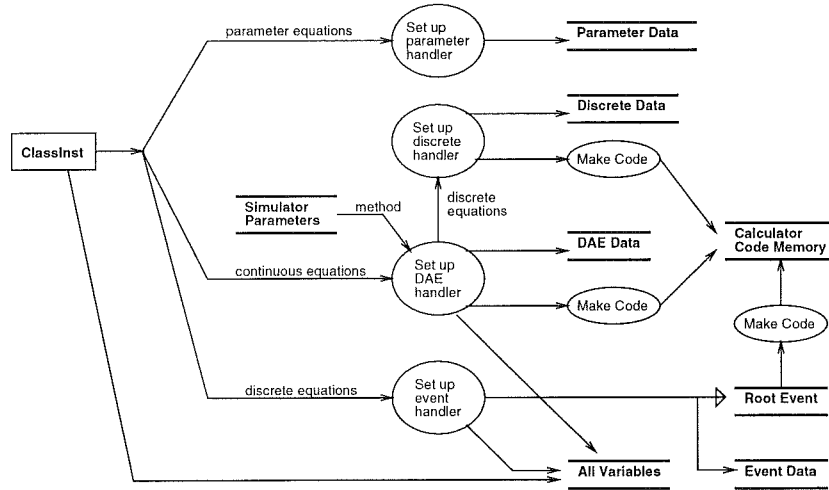 parameter equations
Set up
parameter
handler
Parameter Data
Discrete Data
Set up
discrete
handler
Make Code
ClassInst
discrete
equations
Simulator
Parameters
method
Calculator
Code Memory
DAE Data
continuous equations
Set up
DAE
handler
Make Code
Make Code
discrete equations
Set up
event
handler
Root Event
All Variables
Event Data